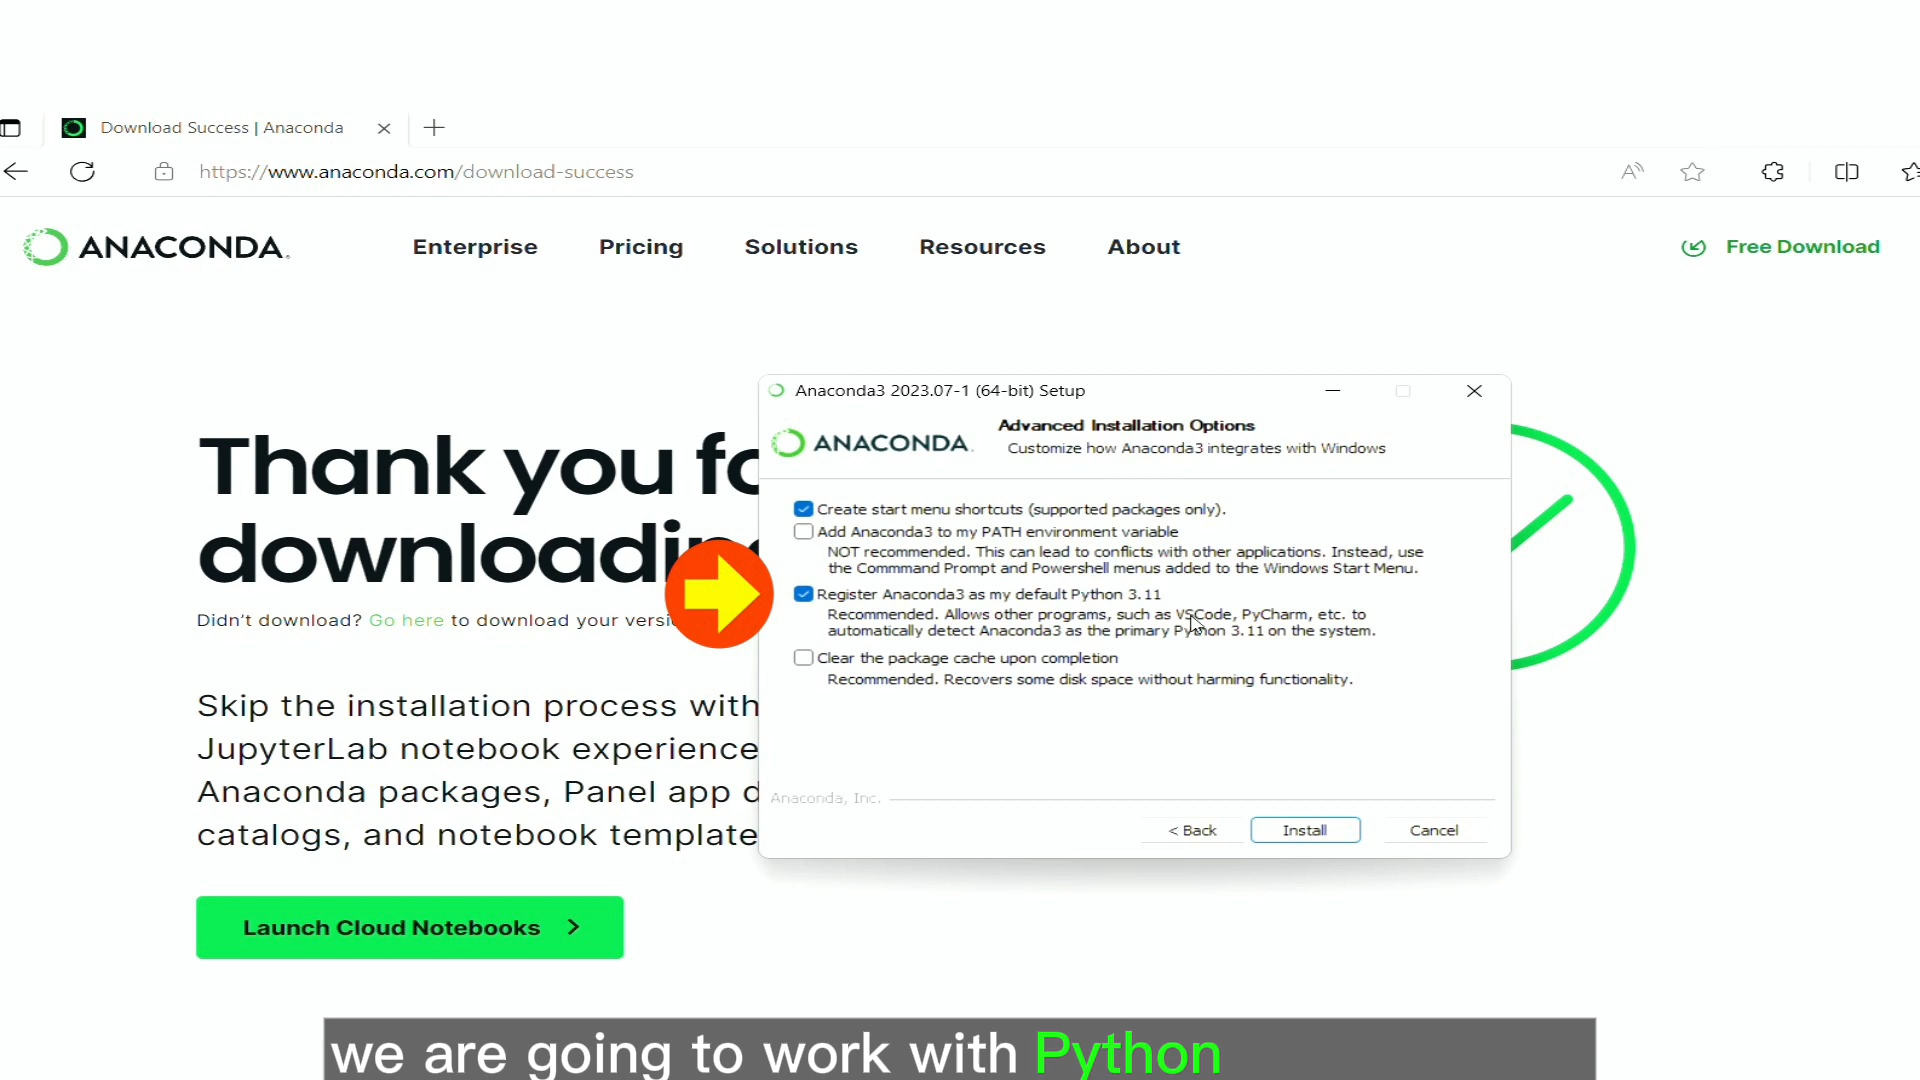 Download Success | Anaconda
https://www.anaconda.com/download-success
ANACONDA.
Enterprise
Pricing
Solutions
Resources
About
Free Download
Thank you fo
downloading
Didn't download? Go here to download your versi
Skip the installation process with
JupyterLab notebook experience
Anaconda packages, Panel app d
catalogs, and notebook template
Launch Cloud Notebooks >
Anaconda3 2023.07-1 (64-bit) Setup
ANACONDA.
Advanced Installation Options
Customize how Anaconda3 integrates with Windows
Create start menu shortcuts (supported packages only).
Add Anaconda3 to my PATH environment variable
NOT recommended. This can lead to conflicts with other applications. Instead, use
the Commmand Prompt and Powershell menus added to the Windows Start Menu.
Register Anaconda3 as my default Python 3.11
Recommended. Allows other programs, such as VSCode, PyCharm, etc. to
automatically detect Anaconda3 as the primary Python 3.11 on the system.
Clear the package cache upon completion
Recommended. Recovers some disk space without harming functionality.
Anaconda, Inc.
< Back
Install
Cancel
we are going to work with Python